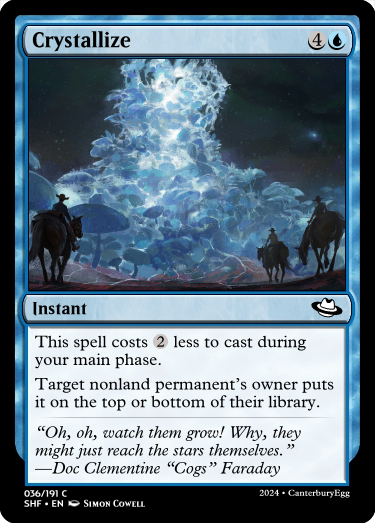 Crystallize 4
Instant
This spell costs 2 less to cast during
your main phase.
Target nonland permanent's owner puts
it on the top or bottom of their library.
“Oh, oh, watch them grow! Why, they
might just reach the stars themselves.”
—Doc Clementine “Cogs” Faraday
036/191 C
SHF • EN Simon Cowell
2024 • CanterburyEgg